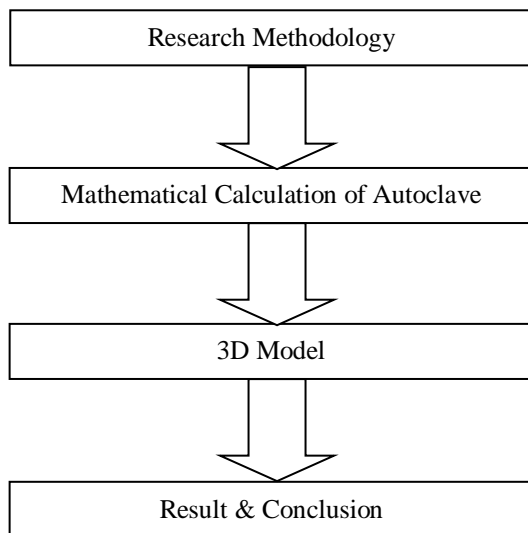 Research Methodology
Mathematical Calculation of Autoclave
3D Model
Result & Conclusion